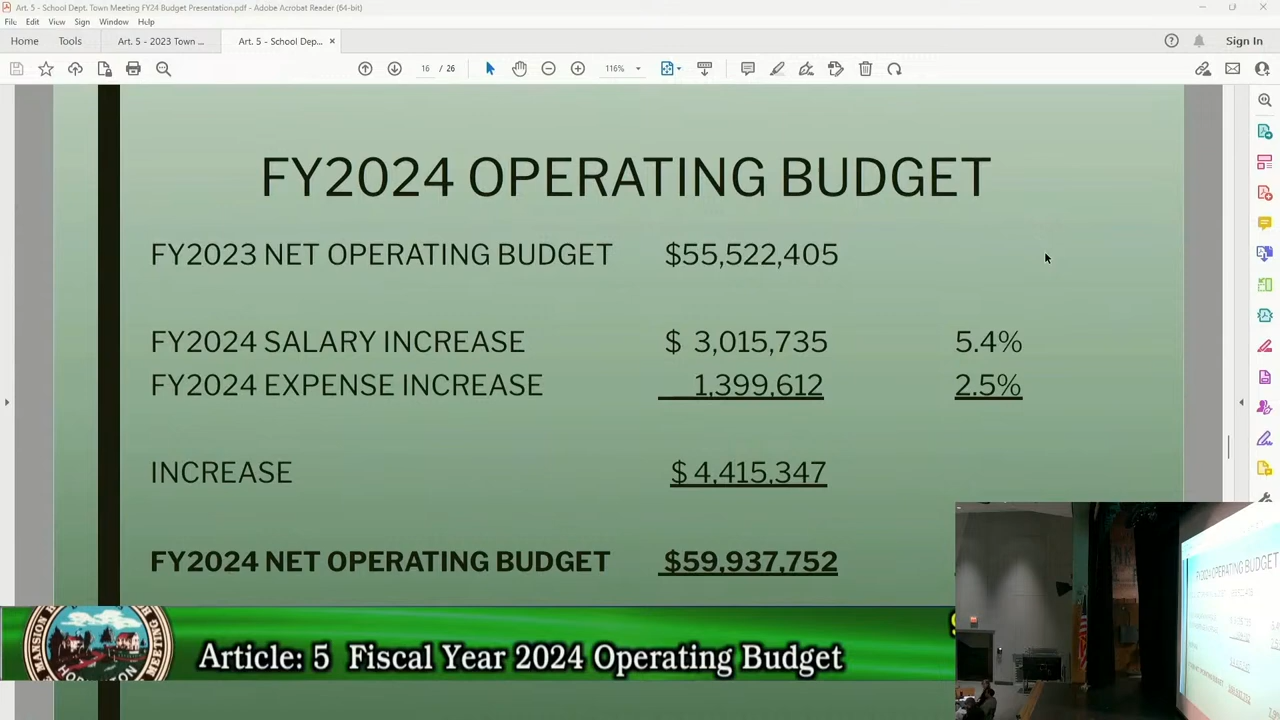 Art. 5 - School Dept. Town Meeting FY24 Budget Presentation.pdf - Adobe Acrobat Reader (64-bit)
File Edit View Sign Window Help
Home Tools Art. 5 - 2023 Town ... Art. 5 - School Dep... × Sign In
16 / 26 116%
FY2024 OPERATING BUDGET
FY2023 NET OPERATING BUDGET $55,522,405
FY2024 SALARY INCREASE $ 3,015,735 5.4%
FY2024 EXPENSE INCREASE 1,399,612 2.5%
INCREASE $ 4,415,347
FY2024 NET OPERATING BUDGET $59,937,752
Article: 5 Fiscal Year 2024 Operating Budget
FY2024 OPERATING BUDGET